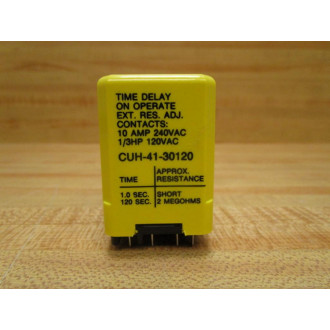 TIME DELAY
ON OPERATE
EXT. RES. ADJ.
CONTACTS:
10 AMP 240VAC
1/3HP 120VAC
CUH-41-30120
TIME APPROX. RESISTANCE
1.0 SEC. SHORT
120 SEC. 2 MEGOHMS